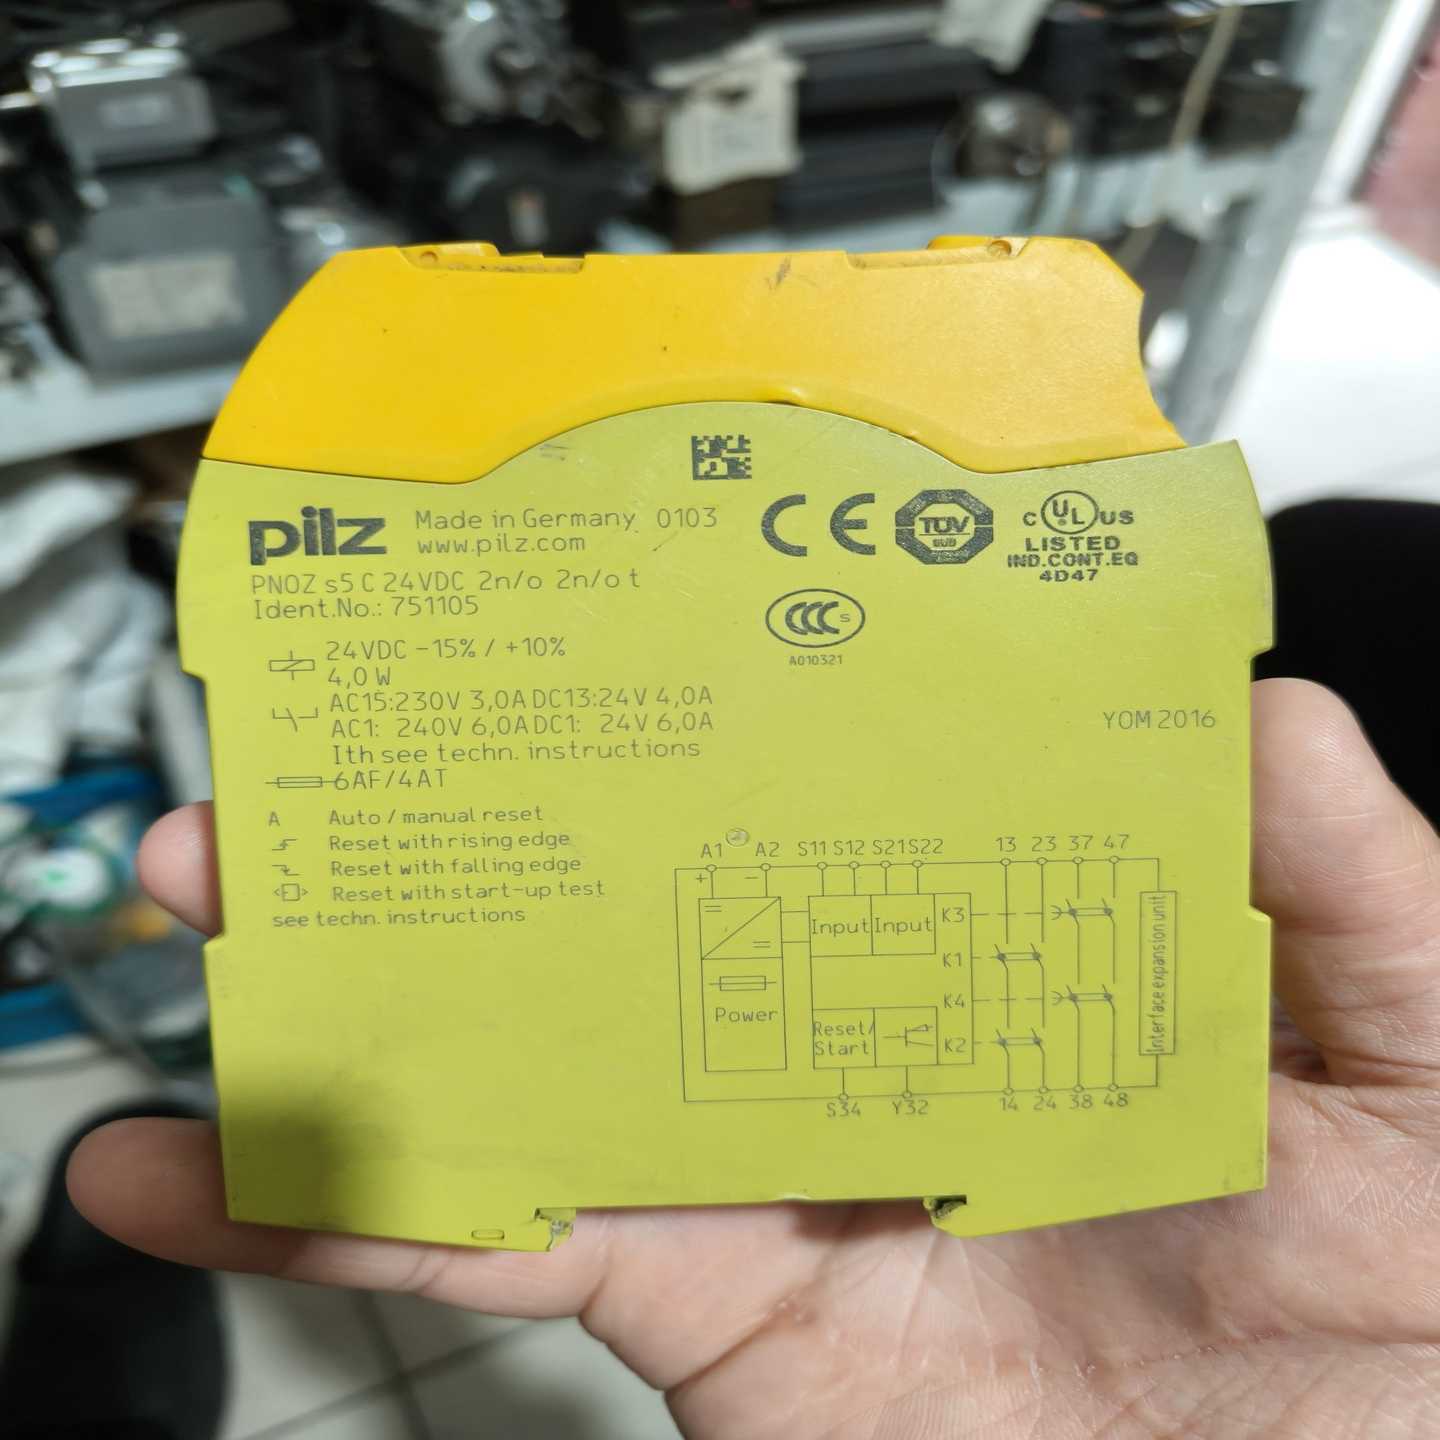 pilz
Made in Germany 0103
www.pilz.com
PNOZ s5 C 24VDC 2n/o 2n/o t
Ident.No.: 751105
24VDC -15% / +10%
4,0 W
AC15:230V 3,0A DC13:24V 4,0A
AC1: 240V 6,0A DC1: 24V 6,0A
Ith see techn. instructions
6AF/4AT
A Auto / manual reset
Reset with rising edge
Reset with falling edge
Reset with start-up test
see techn. instructions
CE
TÜV
SUD
C UL US
LISTED
IND.CONT.EQ
4D47
CCC S
A010321
YOM 2016
A1 A2 S11 S12 S21 S22 13 23 37 47
+ −
Input Input
K3
K1
K4
K2
Power
Reset/
Start
Interface expansion unit
S34 Y32 14 24 38 48